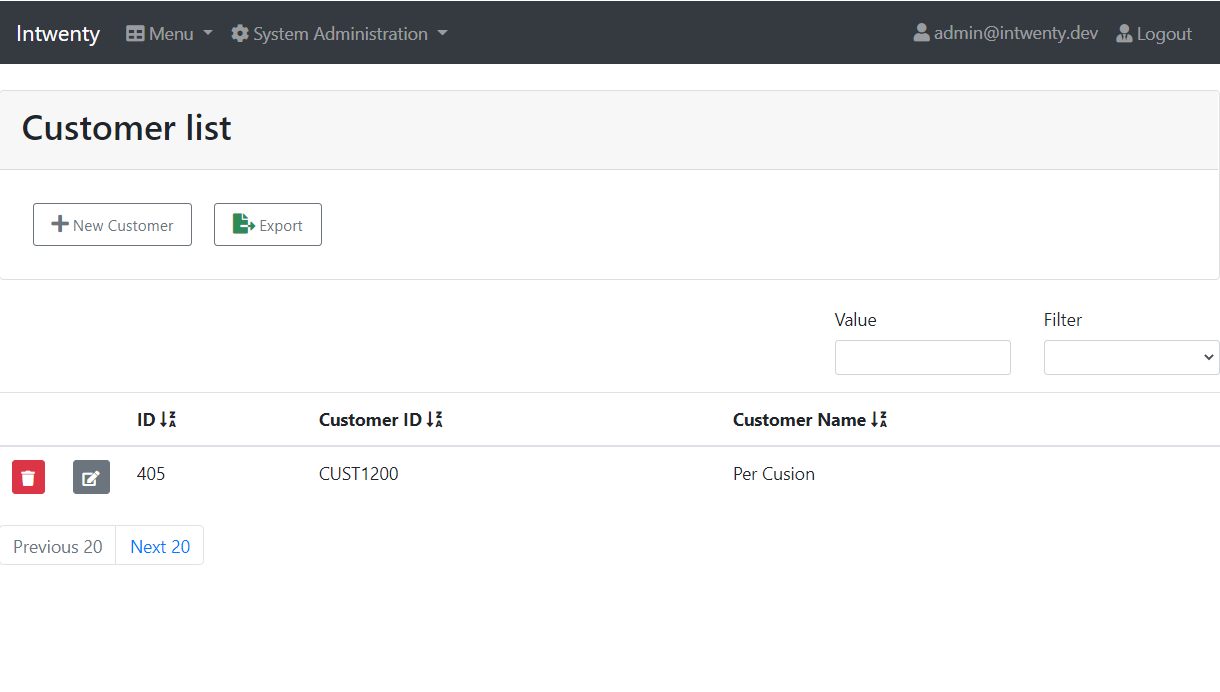 Intwenty Menu System Administration admin@intwenty.dev Logout
Customer list
New Customer Export
Value Filter
ID Customer ID Customer Name
405 CUST1200 Per Cusion
Previous 20 Next 20